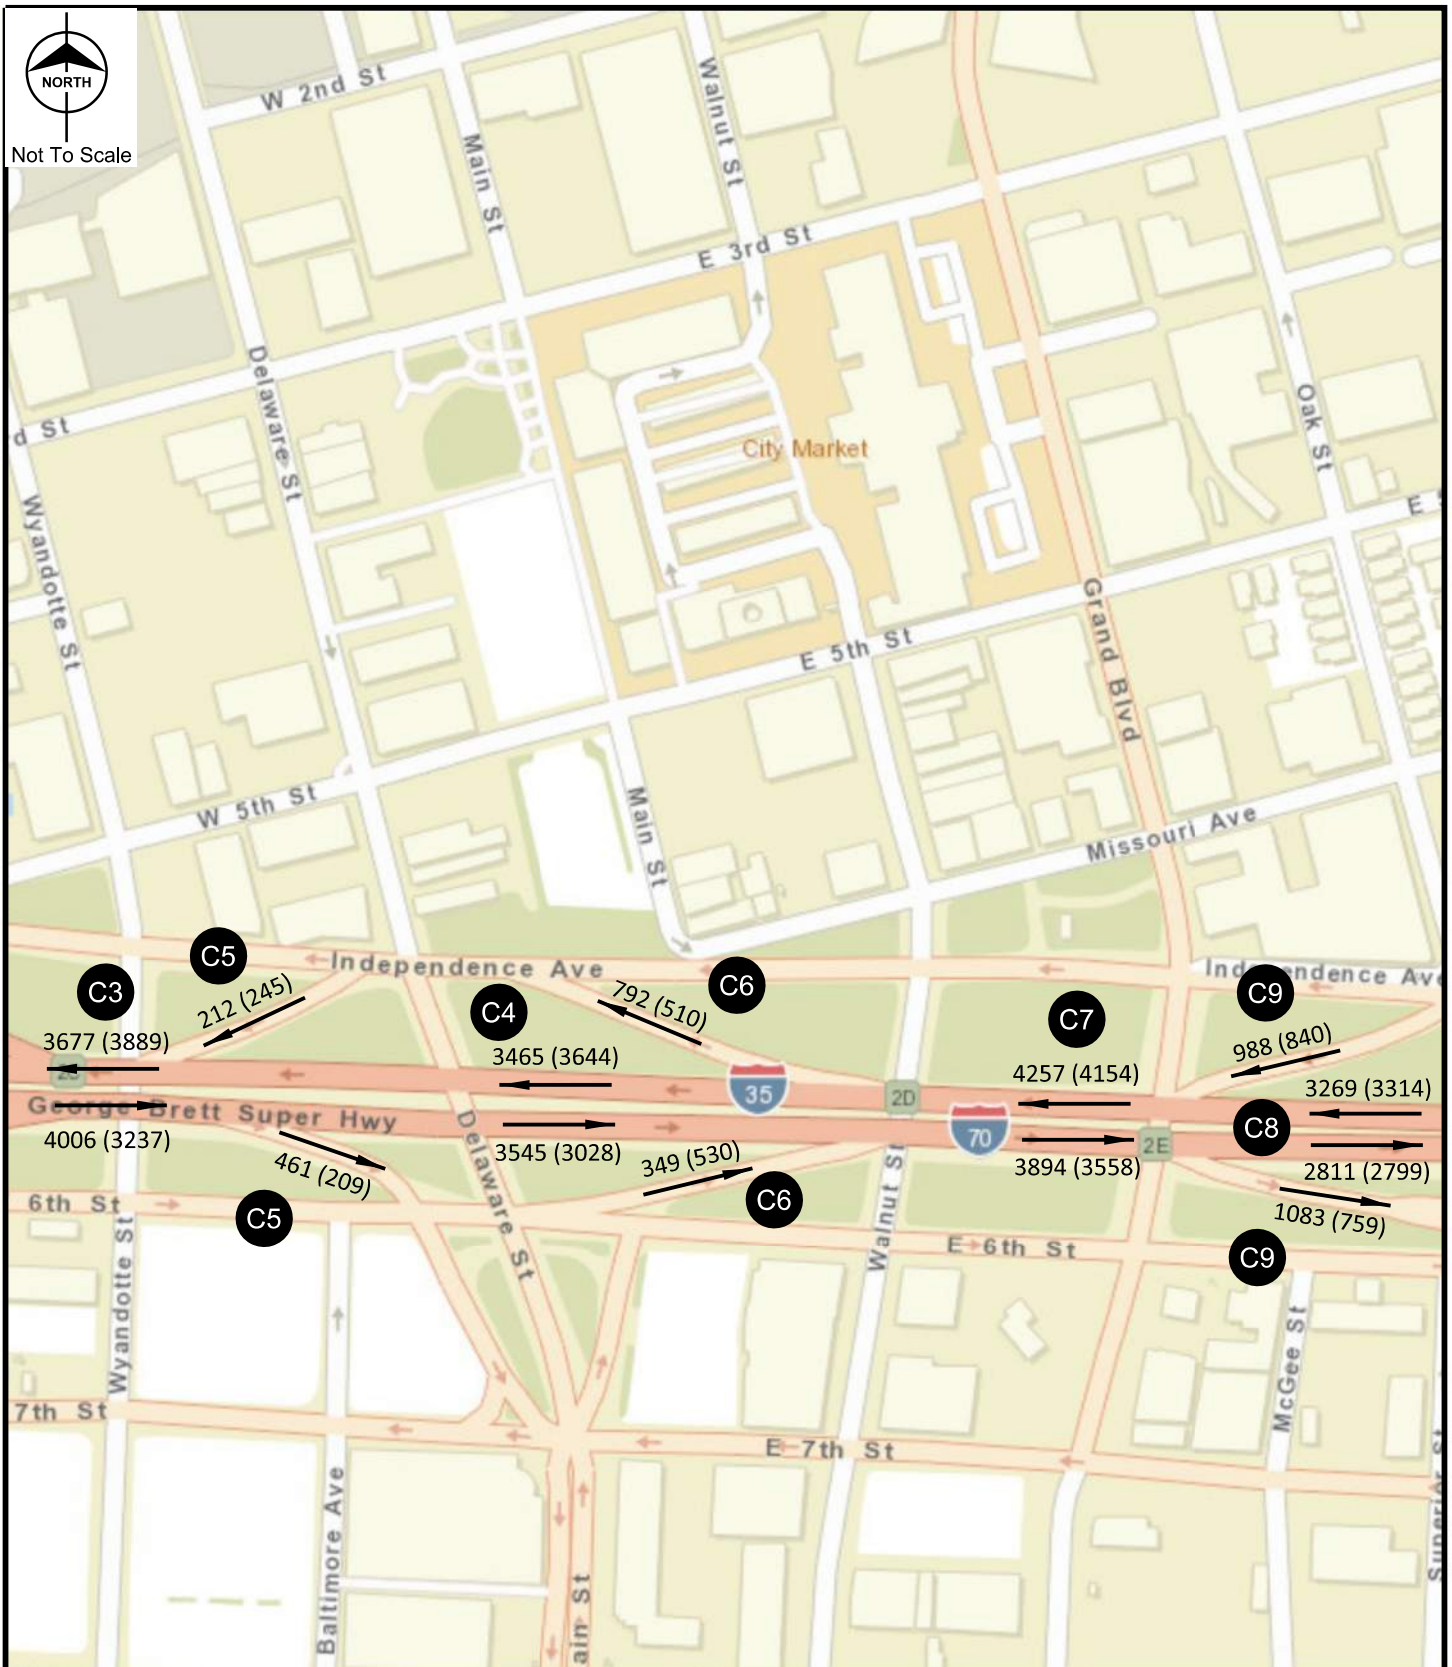 NORTH
Not To Scale
W 2nd St
Main St
Walnut St
E 3rd St
Delaware St
rd St
City Market
Oak St
Wyandotte St
E 5th St
Grand Blvd
W 5th St
Main St
Missouri Ave
C5
Independence Ave
C6
Independence Ave
C9
C3
212 (245)
C4
792 (510)
C7
988 (840)
3677 (3889)
3465 (3644)
4257 (4154)
3269 (3314)
35
2D
George Brett Super Hwy
70
2E
C8
4006 (3237)
461 (209)
Delaware St
3545 (3028)
349 (530)
3894 (3558)
2811 (2799)
6th St
C5
C6
Walnut St
1083 (759)
E 6th St
C9
Wyandotte St
McGee St
7th St
E 7th St
Baltimore Ave
Superior St
ain St